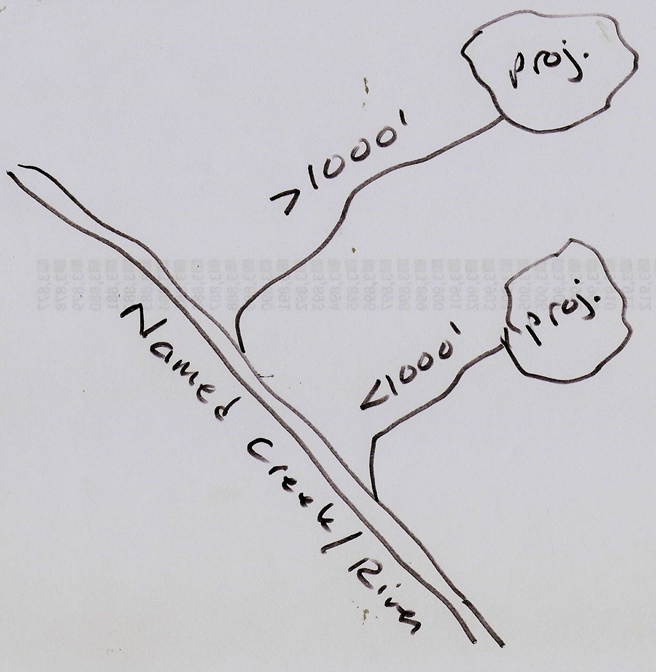 proj.
>1000'
proj.
<1000'
Named Creek/River